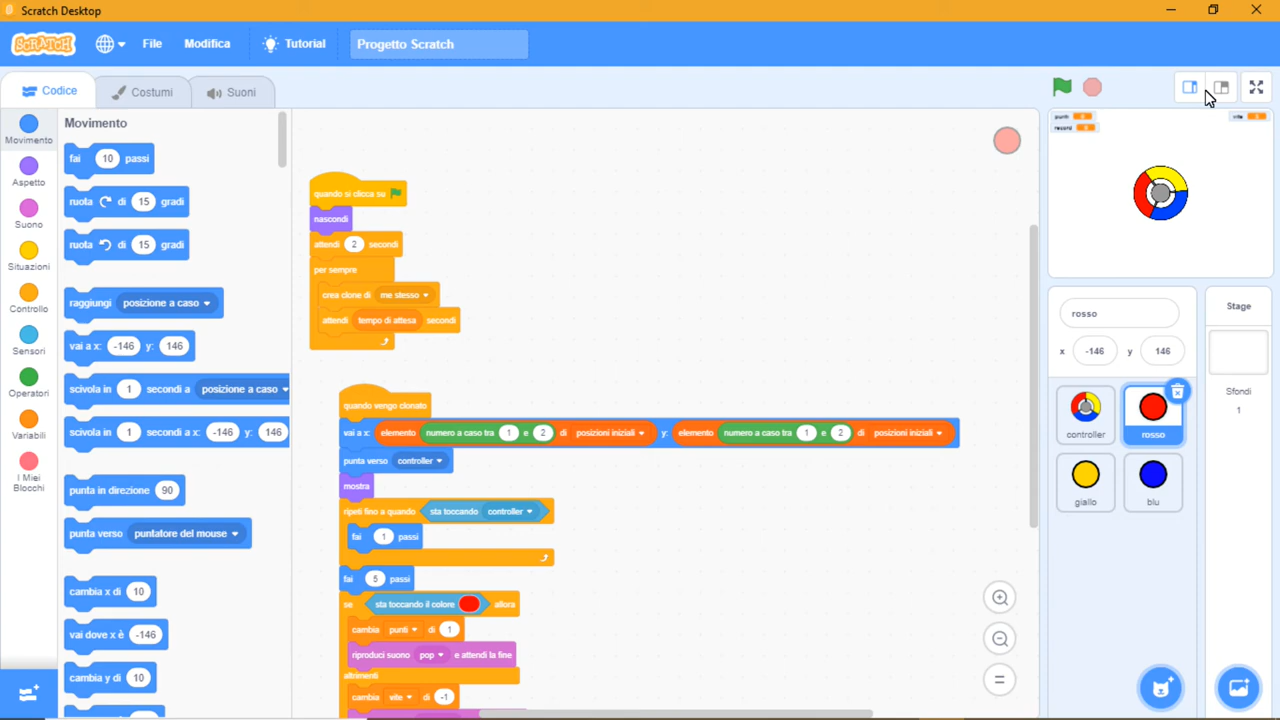 Scratch Desktop
SCRATCH File Modifica Tutorial Progetto Scratch
Codice Costumi Suoni
Movimento
Aspetto
Suono
Situazioni
Controllo
Sensori
Operatori
Variabili
I Miei
Blocchi
Movimento
fai 10 passi
ruota di 15 gradi
ruota di 15 gradi
raggiungi posizione a caso
vai a x: -146 y: 146
scivola in 1 secondi a posizione a caso
scivola in 1 secondi a x: -146 y: 146
punta in direzione 90
punta verso puntatore del mouse
cambia x di 10
vai dove x è -146
cambia y di 10
quando si clicca su
nascondi
attendi 2 secondi
per sempre
crea clone di me stesso
attendi tempo di attesa secondi
quando vengo clonato
vai a x: elemento numero a caso tra 1 e 2 di posizioni iniziali y: elemento numero a caso tra 1 e 2 di posizioni iniziali
punta verso controller
mostra
ripeti fino a quando sta toccando controller
fai 1 passi
fai 5 passi
se sta toccando il colore allora
cambia punti di 1
riproduci suono pop e attendi la fine
altrimenti
cambia vite di -1
punti
record
vite
rosso
x -146 y 146
controller
rosso
giallo
blu
Stage
Sfondi
1